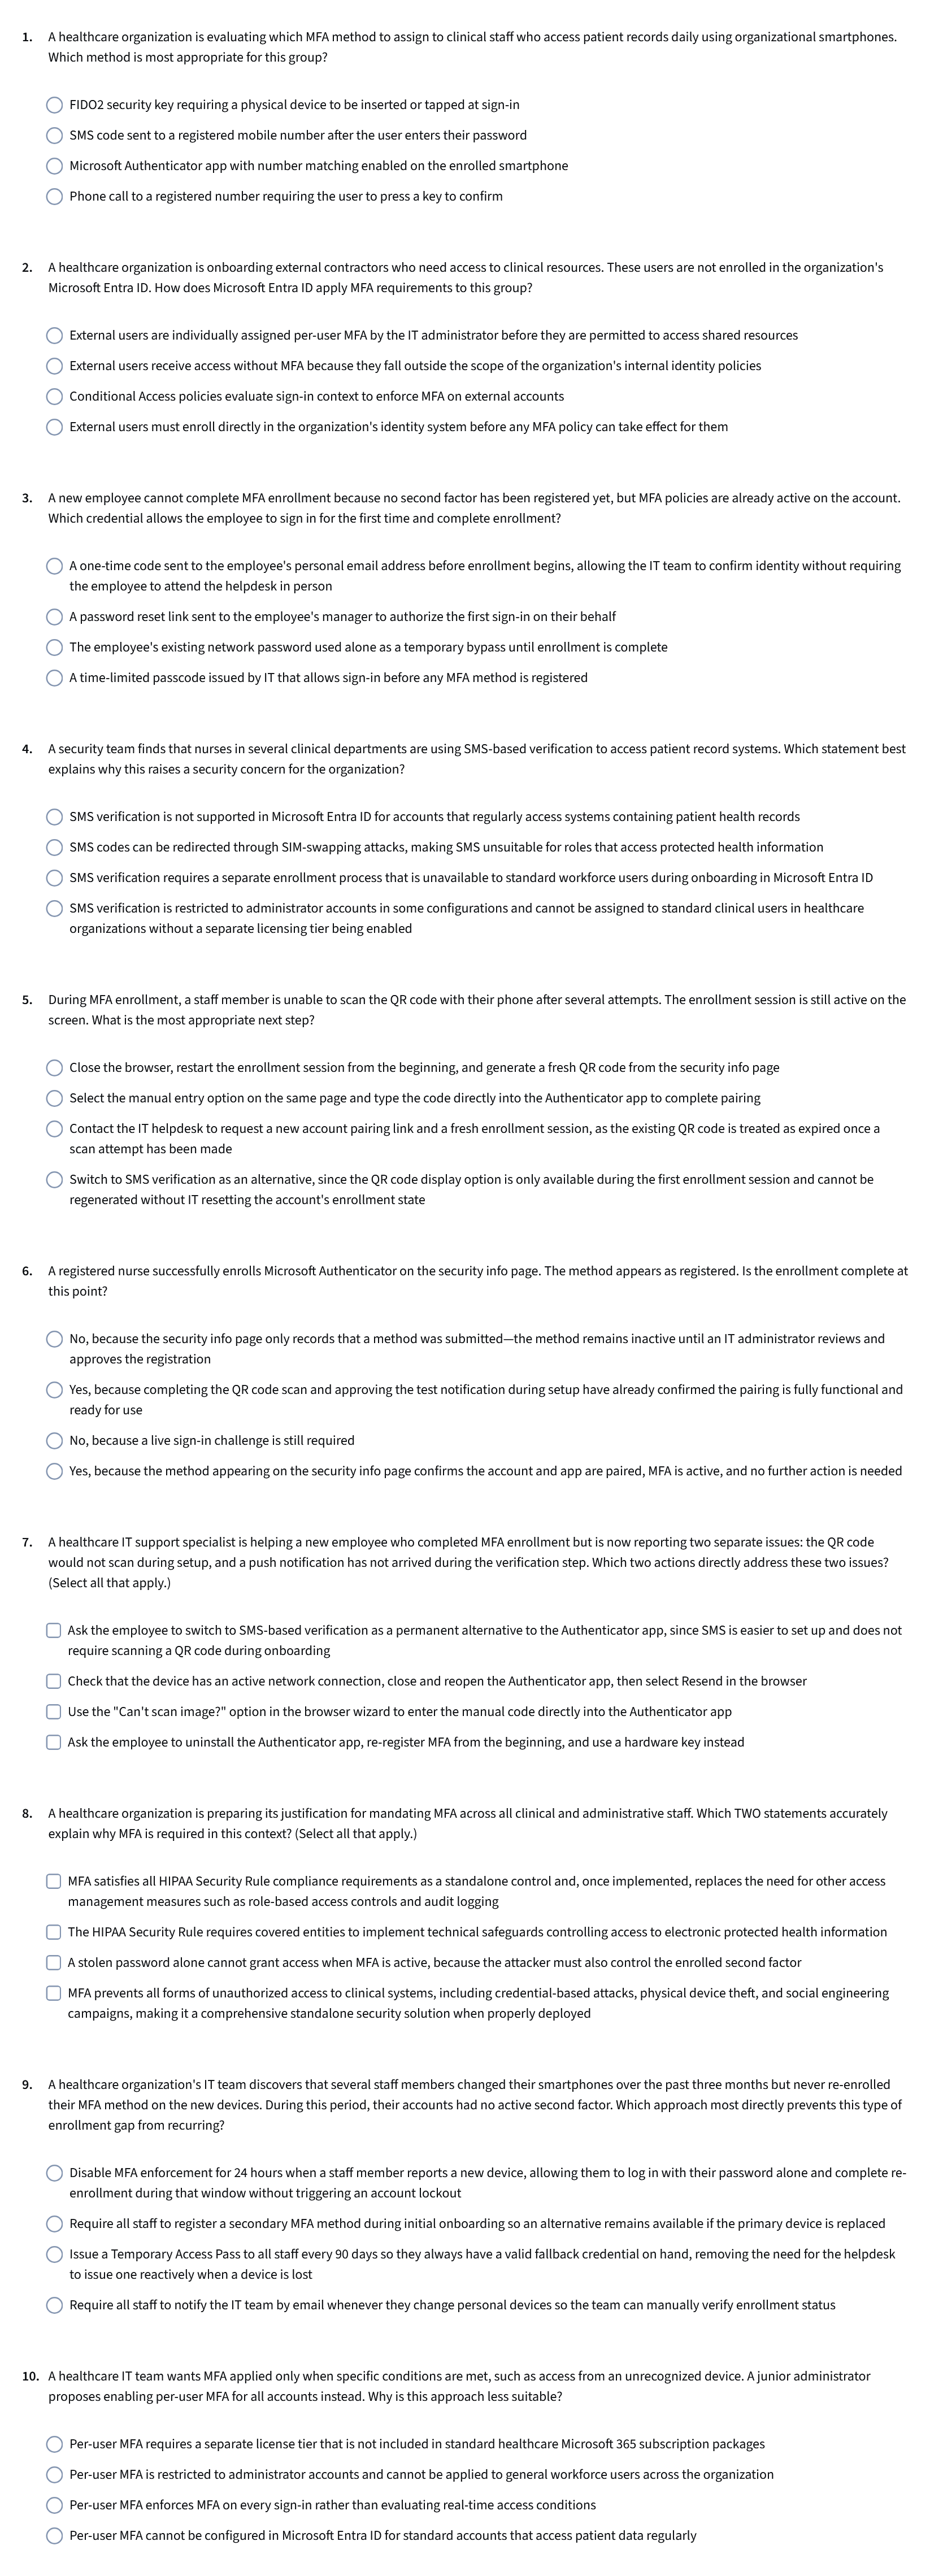 1. A healthcare organization is evaluating which MFA method to assign to clinical staff who access patient records daily using organizational smartphones.
Which method is most appropriate for this group?
FIDO2 security key requiring a physical device to be inserted or tapped at sign-in
SMS code sent to a registered mobile number after the user enters their password
Microsoft Authenticator app with number matching enabled on the enrolled smartphone
Phone call to a registered number requiring the user to press a key to confirm
2. A healthcare organization is onboarding external contractors who need access to clinical resources. These users are not enrolled in the organization's
Microsoft Entra ID. How does Microsoft Entra ID apply MFA requirements to this group?
External users are individually assigned per-user MFA by the IT administrator before they are permitted to access shared resources
External users receive access without MFA because they fall outside the scope of the organization's internal identity policies
Conditional Access policies evaluate sign-in context to enforce MFA on external accounts
External users must enroll directly in the organization's identity system before any MFA policy can take effect for them
3. A new employee cannot complete MFA enrollment because no second factor has been registered yet, but MFA policies are already active on the account.
Which credential allows the employee to sign in for the first time and complete enrollment?
A one-time code sent to the employee's personal email address before enrollment begins, allowing the IT team to confirm identity without requiring
the employee to attend the helpdesk in person
A password reset link sent to the employee's manager to authorize the first sign-in on their behalf
The employee's existing network password used alone as a temporary bypass until enrollment is complete
A time-limited passcode issued by IT that allows sign-in before any MFA method is registered
4. A security team finds that nurses in several clinical departments are using SMS-based verification to access patient record systems. Which statement best
explains why this raises a security concern for the organization?
SMS verification is not supported in Microsoft Entra ID for accounts that regularly access systems containing patient health records
SMS codes can be redirected through SIM-swapping attacks, making SMS unsuitable for roles that access protected health information
SMS verification requires a separate enrollment process that is unavailable to standard workforce users during onboarding in Microsoft Entra ID
SMS verification is restricted to administrator accounts in some configurations and cannot be assigned to standard clinical users in healthcare
organizations without a separate licensing tier being enabled
5. During MFA enrollment, a staff member is unable to scan the QR code with their phone after several attempts. The enrollment session is still active on the
screen. What is the most appropriate next step?
Close the browser, restart the enrollment session from the beginning, and generate a fresh QR code from the security info page
Select the manual entry option on the same page and type the code directly into the Authenticator app to complete pairing
Contact the IT helpdesk to request a new account pairing link and a fresh enrollment session, as the existing QR code is treated as expired once a
scan attempt has been made
Switch to SMS verification as an alternative, since the QR code display option is only available during the first enrollment session and cannot be
regenerated without IT resetting the account's enrollment state
6. A registered nurse successfully enrolls Microsoft Authenticator on the security info page. The method appears as registered. Is the enrollment complete at
this point?
No, because the security info page only records that a method was submitted—the method remains inactive until an IT administrator reviews and
approves the registration
Yes, because completing the QR code scan and approving the test notification during setup have already confirmed the pairing is fully functional and
ready for use
No, because a live sign-in challenge is still required
Yes, because the method appearing on the security info page confirms the account and app are paired, MFA is active, and no further action is needed
7. A healthcare IT support specialist is helping a new employee who completed MFA enrollment but is now reporting two separate issues: the QR code
would not scan during setup, and a push notification has not arrived during the verification step. Which two actions directly address these two issues?
(Select all that apply.)
Ask the employee to switch to SMS-based verification as a permanent alternative to the Authenticator app, since SMS is easier to set up and does not
require scanning a QR code during onboarding
Check that the device has an active network connection, close and reopen the Authenticator app, then select Resend in the browser
Use the "Can't scan image?" option in the browser wizard to enter the manual code directly into the Authenticator app
Ask the employee to uninstall the Authenticator app, re-register MFA from the beginning, and use a hardware key instead
8. A healthcare organization is preparing its justification for mandating MFA across all clinical and administrative staff. Which TWO statements accurately
explain why MFA is required in this context? (Select all that apply.)
MFA satisfies all HIPAA Security Rule compliance requirements as a standalone control and, once implemented, replaces the need for other access
management measures such as role-based access controls and audit logging
The HIPAA Security Rule requires covered entities to implement technical safeguards controlling access to electronic protected health information
A stolen password alone cannot grant access when MFA is active, because the attacker must also control the enrolled second factor
MFA prevents all forms of unauthorized access to clinical systems, including credential-based attacks, physical device theft, and social engineering
campaigns, making it a comprehensive standalone security solution when properly deployed
9. A healthcare organization's IT team discovers that several staff members changed their smartphones over the past three months but never re-enrolled
their MFA method on the new devices. During this period, their accounts had no active second factor. Which approach most directly prevents this type of
enrollment gap from recurring?
Disable MFA enforcement for 24 hours when a staff member reports a new device, allowing them to log in with their password alone and complete re-
enrollment during that window without triggering an account lockout
Require all staff to register a secondary MFA method during initial onboarding so an alternative remains available if the primary device is replaced
Issue a Temporary Access Pass to all staff every 90 days so they always have a valid fallback credential on hand, removing the need for the helpdesk
to issue one reactively when a device is lost
Require all staff to notify the IT team by email whenever they change personal devices so the team can manually verify enrollment status
10. A healthcare IT team wants MFA applied only when specific conditions are met, such as access from an unrecognized device. A junior administrator
proposes enabling per-user MFA for all accounts instead. Why is this approach less suitable?
Per-user MFA requires a separate license tier that is not included in standard healthcare Microsoft 365 subscription packages
Per-user MFA is restricted to administrator accounts and cannot be applied to general workforce users across the organization
Per-user MFA enforces MFA on every sign-in rather than evaluating real-time access conditions
Per-user MFA cannot be configured in Microsoft Entra ID for standard accounts that access patient data regularly